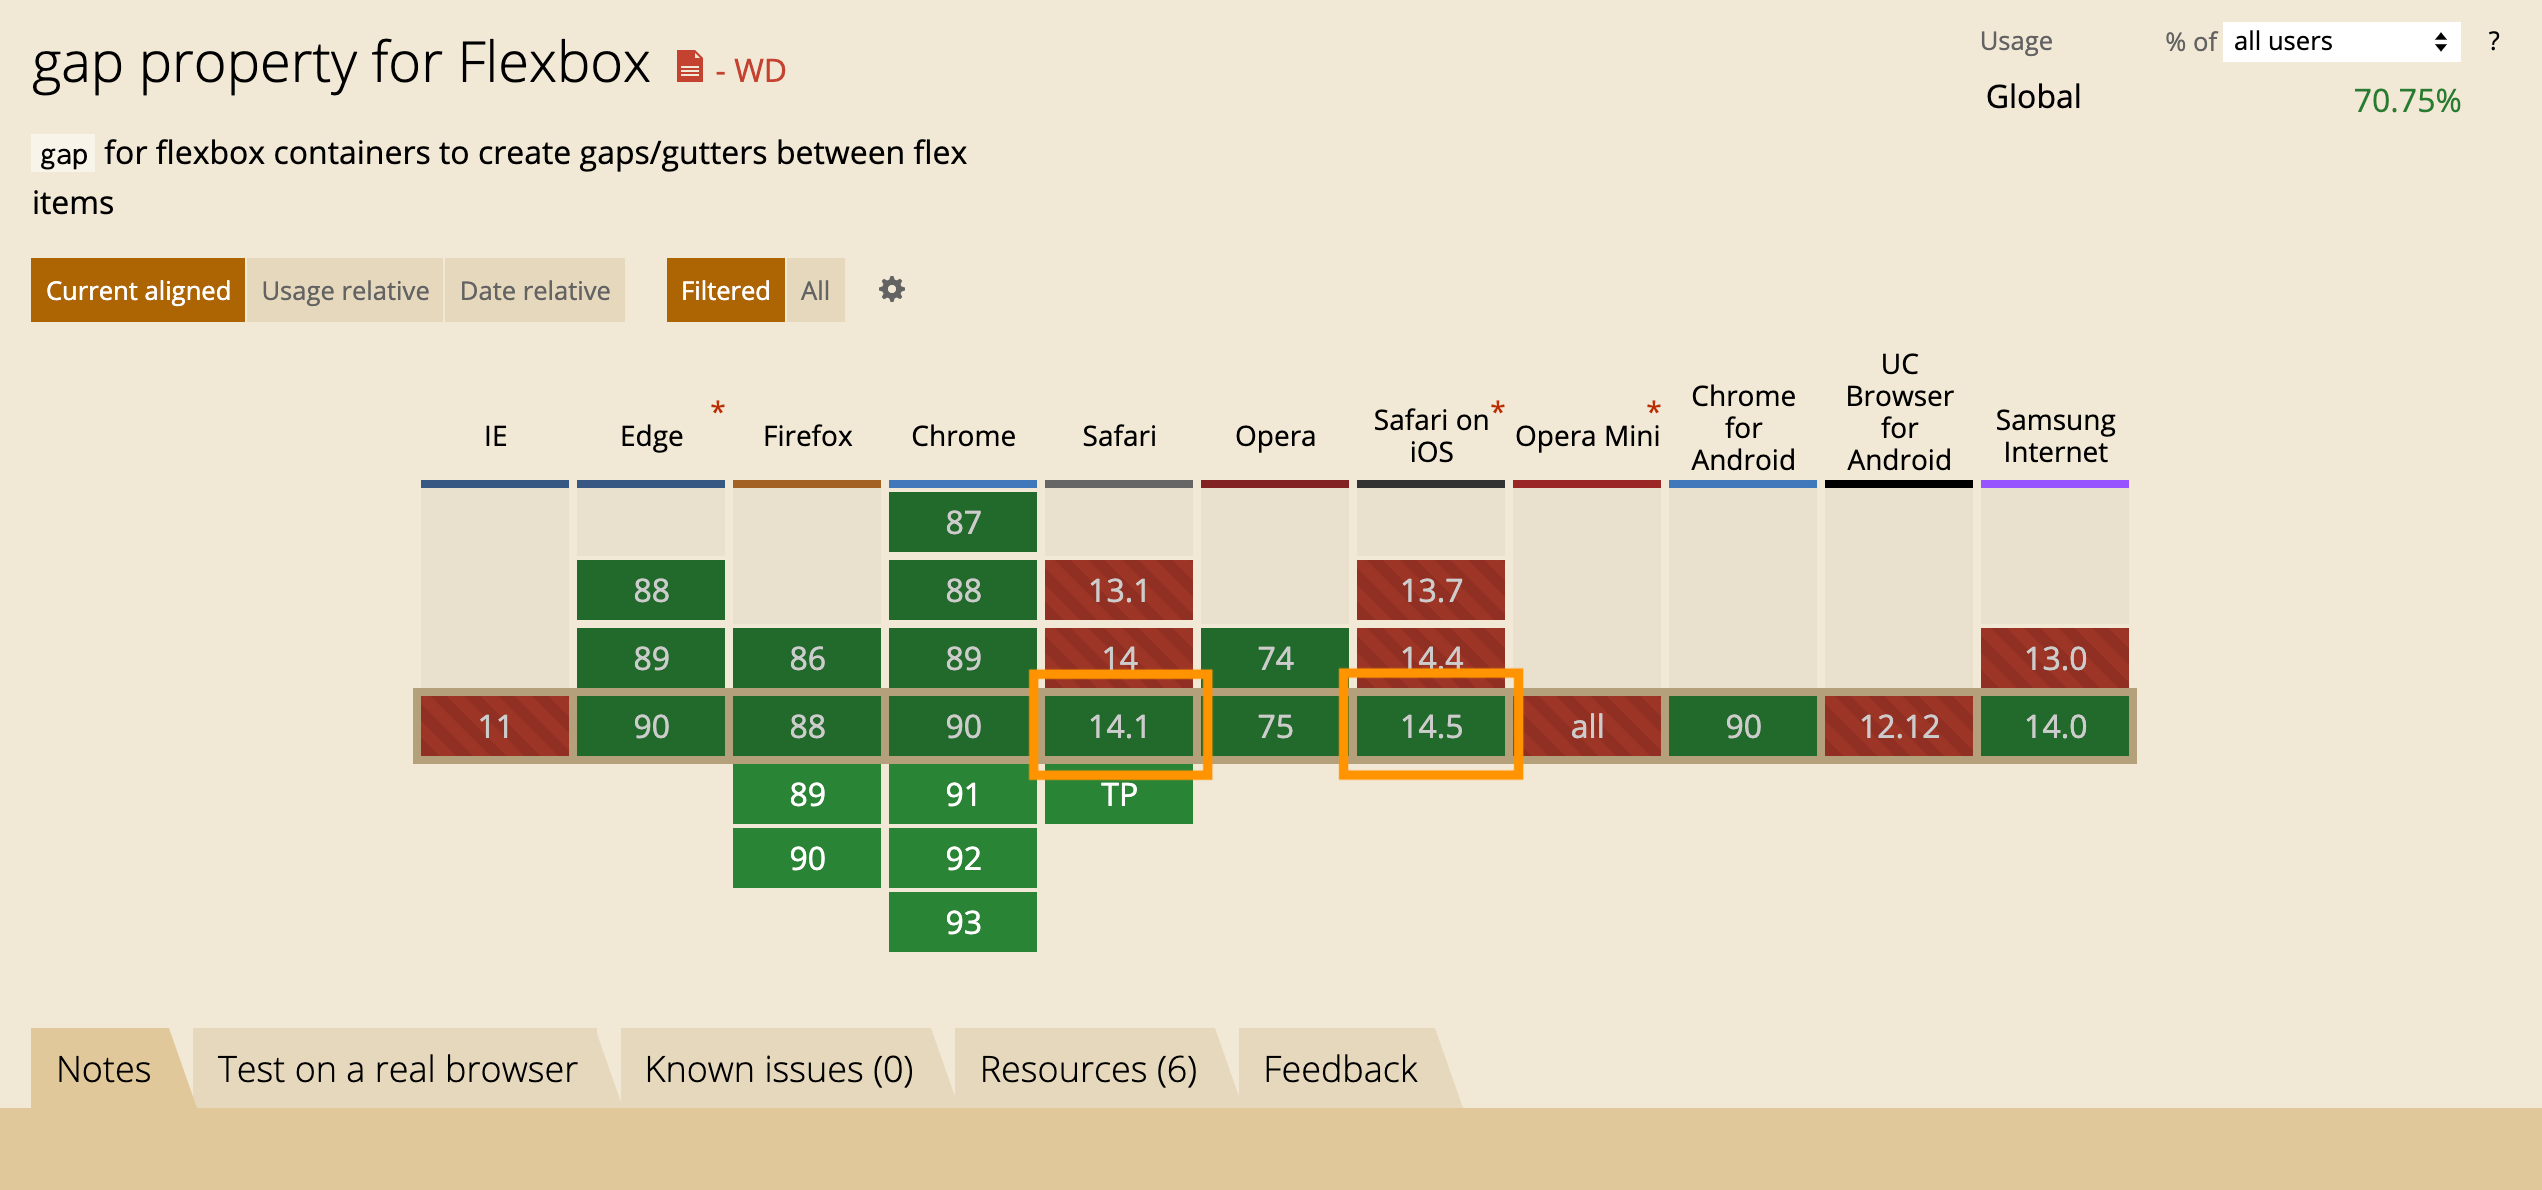 gap property for Flexbox - WD
Usage % of all users ?
Global 70.75%
gap for flexbox containers to create gaps/gutters between flex
items
Current aligned Usage relative Date relative Filtered All
IE Edge * Firefox Chrome Safari Opera Safari on iOS * Opera Mini * Chrome for Android UC Browser for Android Samsung Internet
87
88 88 13.1 13.7
89 86 89 14 74 14.4 13.0
11 90 88 90 14.1 75 14.5 all 90 12.12 14.0
89 91 TP
90 92
93
Notes Test on a real browser Known issues (0) Resources (6) Feedback